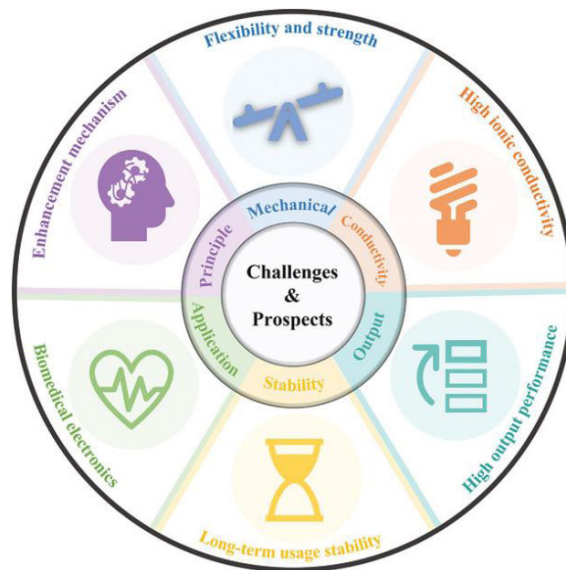 Flexibility and strength
High ionic conductivity
High output performance
Long-term usage stability
Biomedical electronics
Enhancement mechanism
Mechanical
Conductivity
Output
Stability
Application
Principle
Challenges
&
Prospects